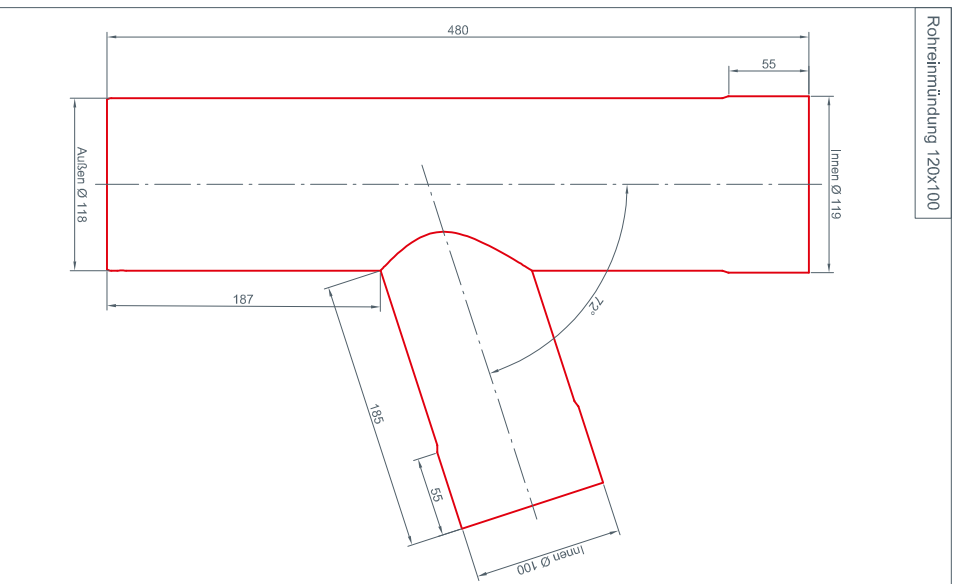 Rohreinmündung 120x100
480
55
Innen Ø 119
Außen Ø 118
187
72°
185
55
Innen Ø 100